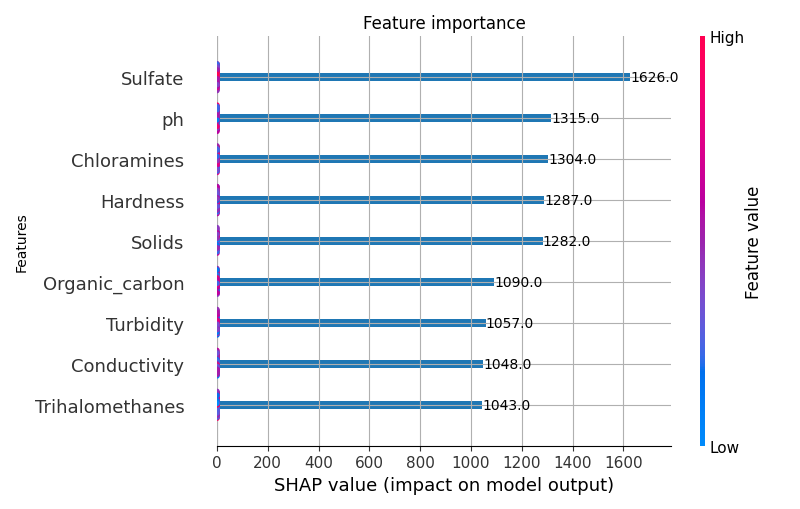 Feature importance
High
Sulfate
1626.0
ph
1315.0
Chloramines
1304.0
Hardness
1287.0
Solids
1282.0
Organic_carbon
1090.0
Turbidity
1057.0
Conductivity
1048.0
Trihalomethanes
1043.0
Features
Feature value
Low
0 200 400 600 800 1000 1200 1400 1600
SHAP value (impact on model output)